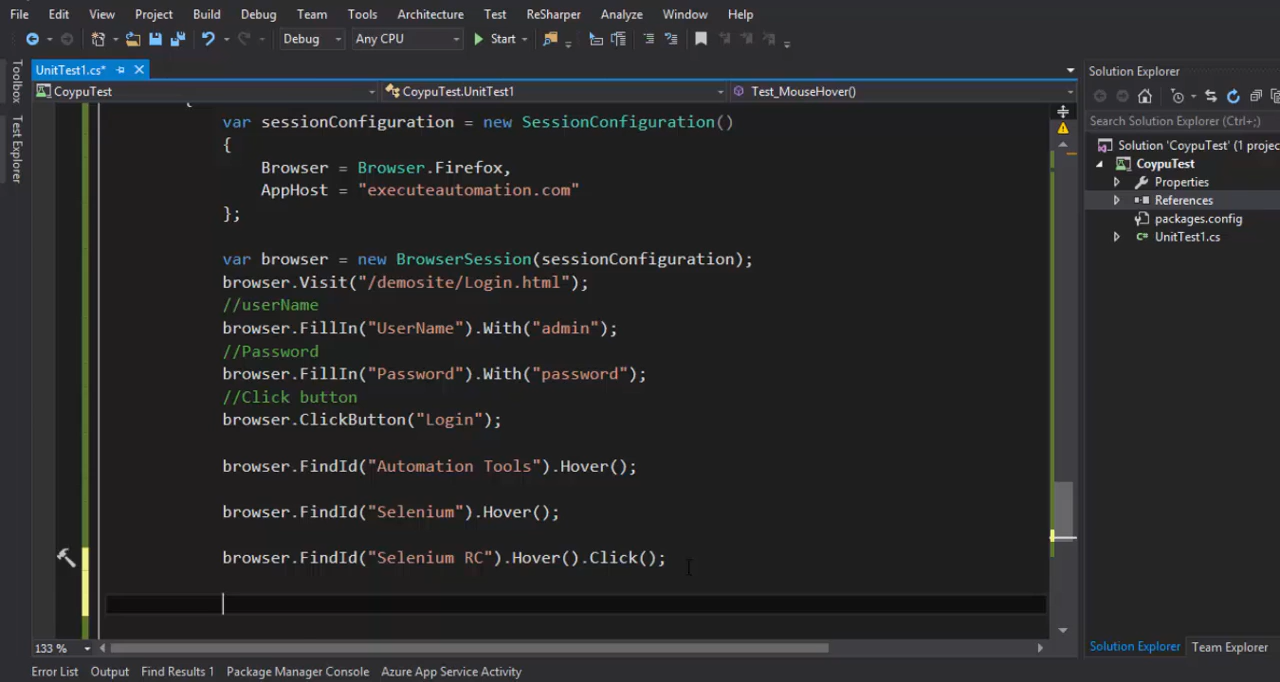 File Edit View Project Build Debug Team Tools Architecture Test ReSharper Analyze Window Help
Debug Any CPU Start
UnitTest1.cs*
CoypuTest CoypuTest.UnitTest1 Test_MouseHover()
Toolbox
Test Explorer
{
var sessionConfiguration = new SessionConfiguration()
{
Browser = Browser.Firefox,
AppHost = "executeautomation.com"
};
var browser = new BrowserSession(sessionConfiguration);
browser.Visit("/demosite/Login.html");
//userName
browser.FillIn("UserName").With("admin");
//Password
browser.FillIn("Password").With("password");
//Click button
browser.ClickButton("Login");
browser.FindId("Automation Tools").Hover();
browser.FindId("Selenium").Hover();
browser.FindId("Selenium RC").Hover().Click();
133 %
Solution Explorer
Search Solution Explorer (Ctrl+;)
Solution 'CoypuTest' (1 projec
CoypuTest
Properties
References
packages.config
C# UnitTest1.cs
Solution Explorer Team Explorer
Error List Output Find Results 1 Package Manager Console Azure App Service Activity